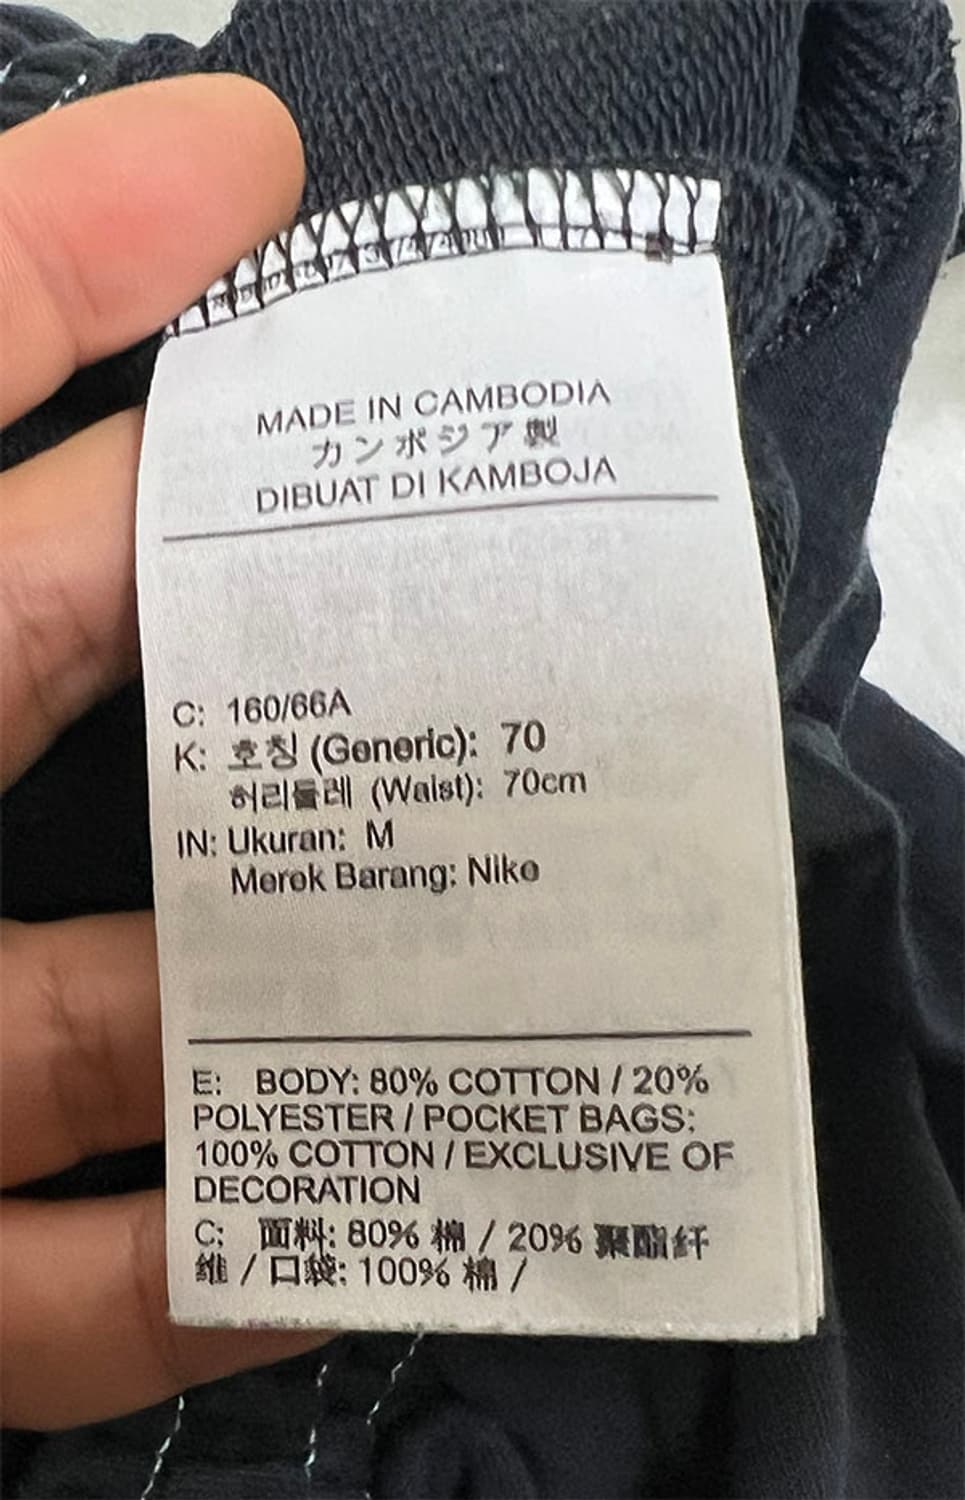 MADE IN CAMBODIA
カンボジア製
DIBUAT DI KAMBOJA
C: 160/66A
K: 호칭 (Generic): 70
허리둘레 (Waist): 70cm
IN: Ukuran: M
Merek Barang: Nike
E: BODY: 80% COTTON / 20%
POLYESTER / POCKET BAGS:
100% COTTON / EXCLUSIVE OF
DECORATION
C: 面料: 80% 棉 / 20% 聚酯纤
维 / 口袋: 100% 棉 /